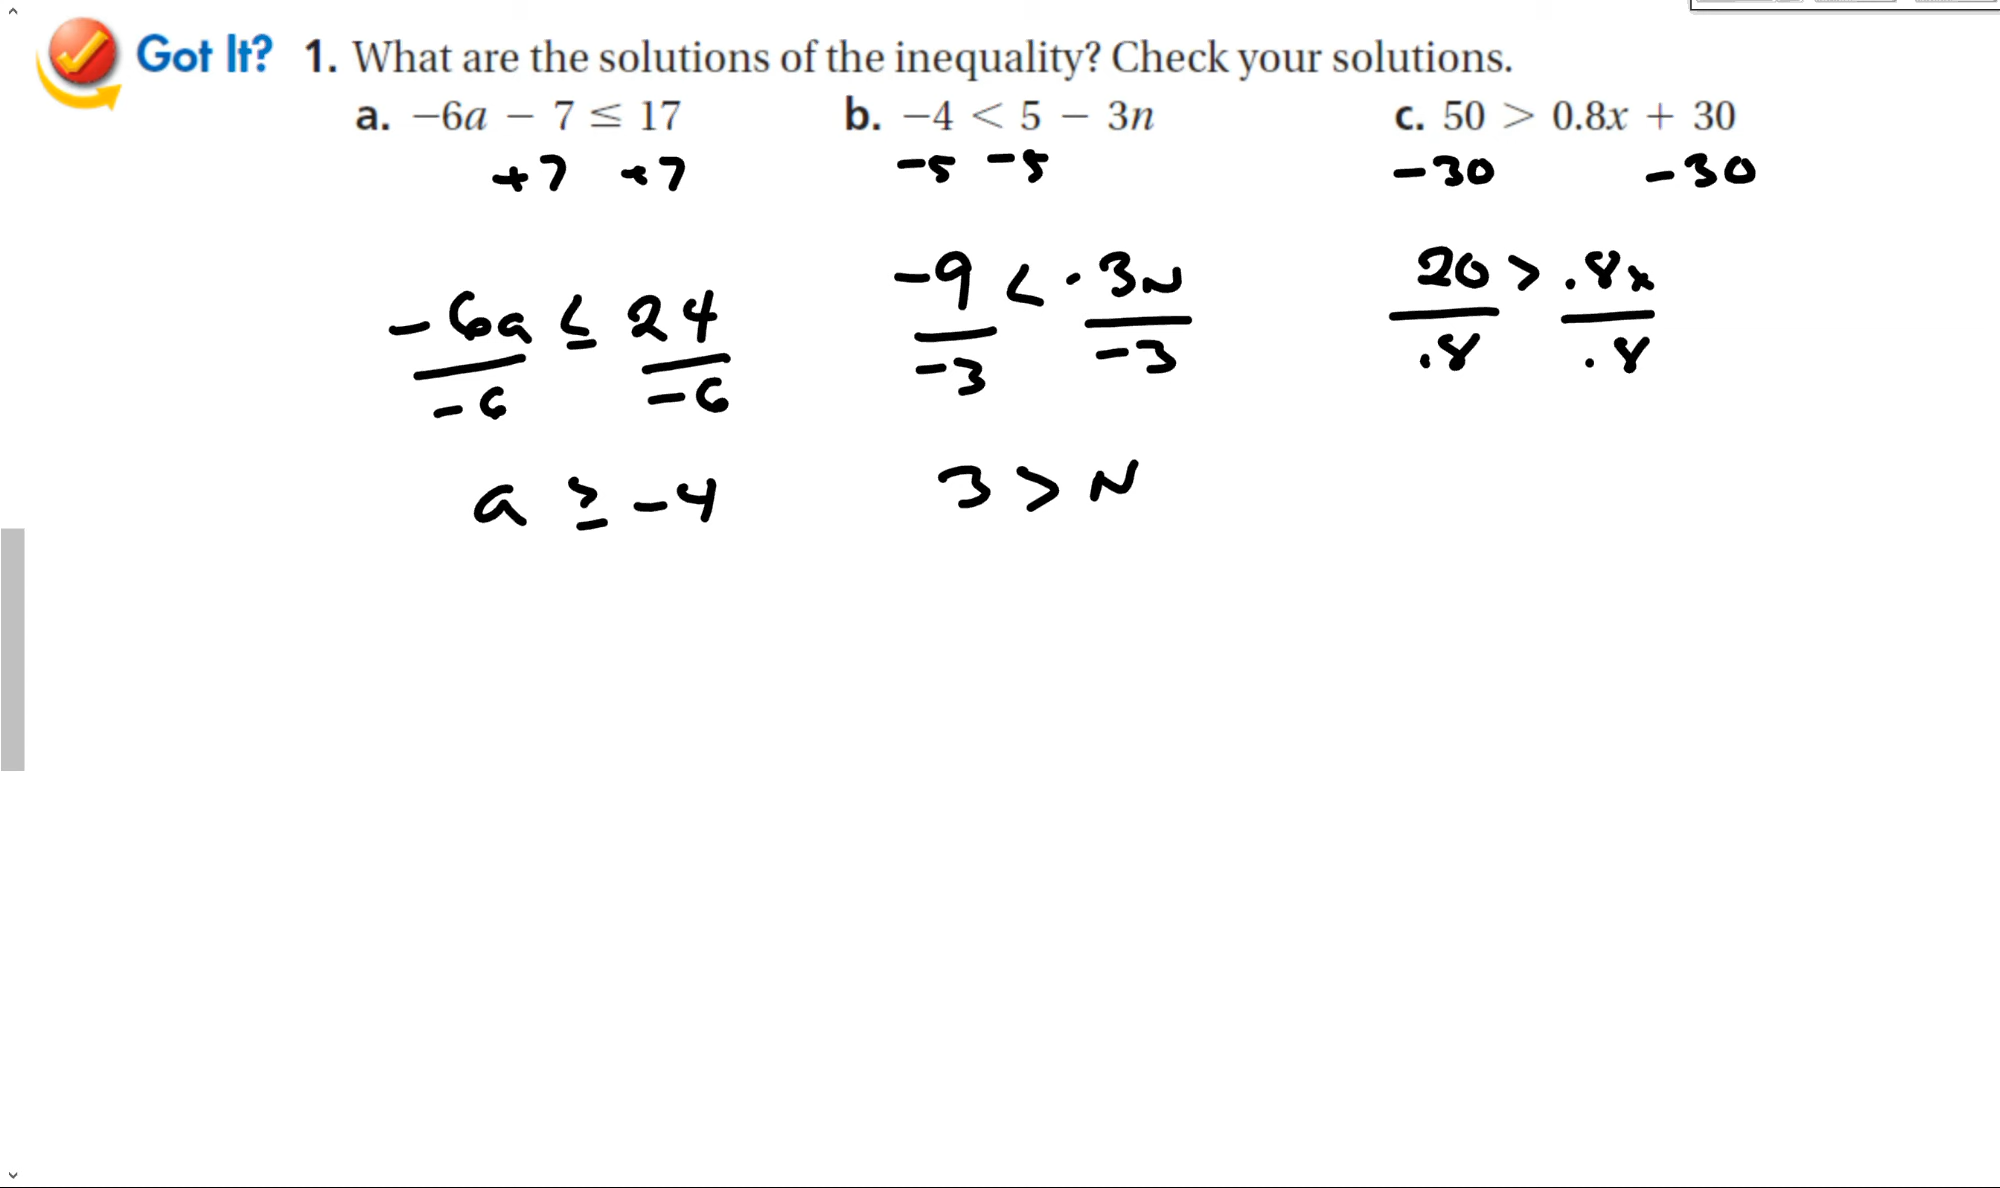 Got It? 1. What are the solutions of the inequality? Check your solutions.
a. −6a − 7 ≤ 17 b. −4 < 5 − 3n c. 50 > 0.8x + 30
+7 +7 -5 -5 -30 -30
-6a ≤ 24 -9 < -3N 20 > .8x
-6 -6 -3 -3 .8 .8
a ≥ -4 3 > N